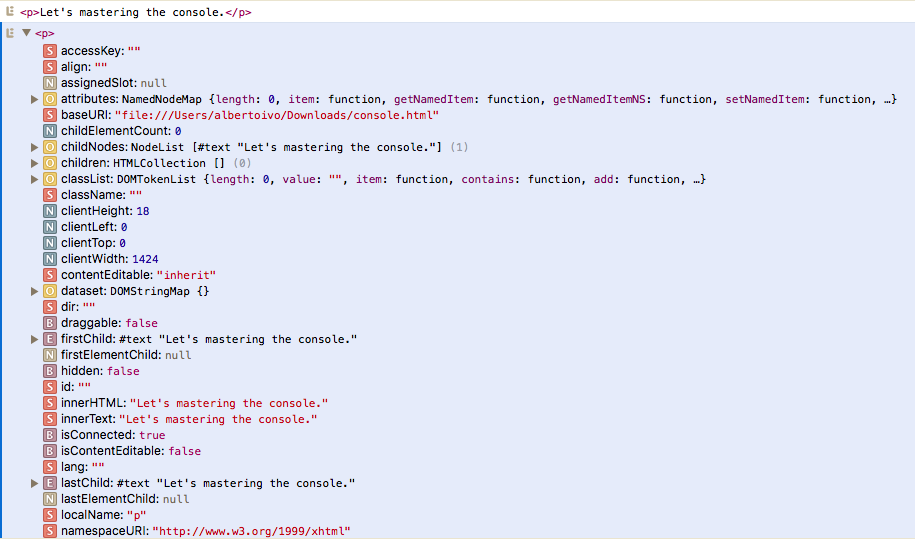 E <p>Let's mastering the console.</p>
E <p>
S accessKey: ""
S align: ""
N assignedSlot: null
O attributes: NamedNodeMap {length: 0, item: function, getNamedItem: function, getNamedItemNS: function, setNamedItem: function, …}
S baseURI: "file:///Users/albertoivo/Downloads/console.html"
N childElementCount: 0
O childNodes: NodeList [#text "Let's mastering the console."] (1)
O children: HTMLCollection [] (0)
O classList: DOMTokenList {length: 0, value: "", item: function, contains: function, add: function, …}
S className: ""
N clientHeight: 18
N clientLeft: 0
N clientTop: 0
N clientWidth: 1424
S contentEditable: "inherit"
O dataset: DOMStringMap {}
S dir: ""
B draggable: false
E firstChild: #text "Let's mastering the console."
N firstElementChild: null
B hidden: false
S id: ""
S innerHTML: "Let's mastering the console."
S innerText: "Let's mastering the console."
B isConnected: true
B isContentEditable: false
S lang: ""
E lastChild: #text "Let's mastering the console."
N lastElementChild: null
S localName: "p"
S namespaceURI: "http://www.w3.org/1999/xhtml"